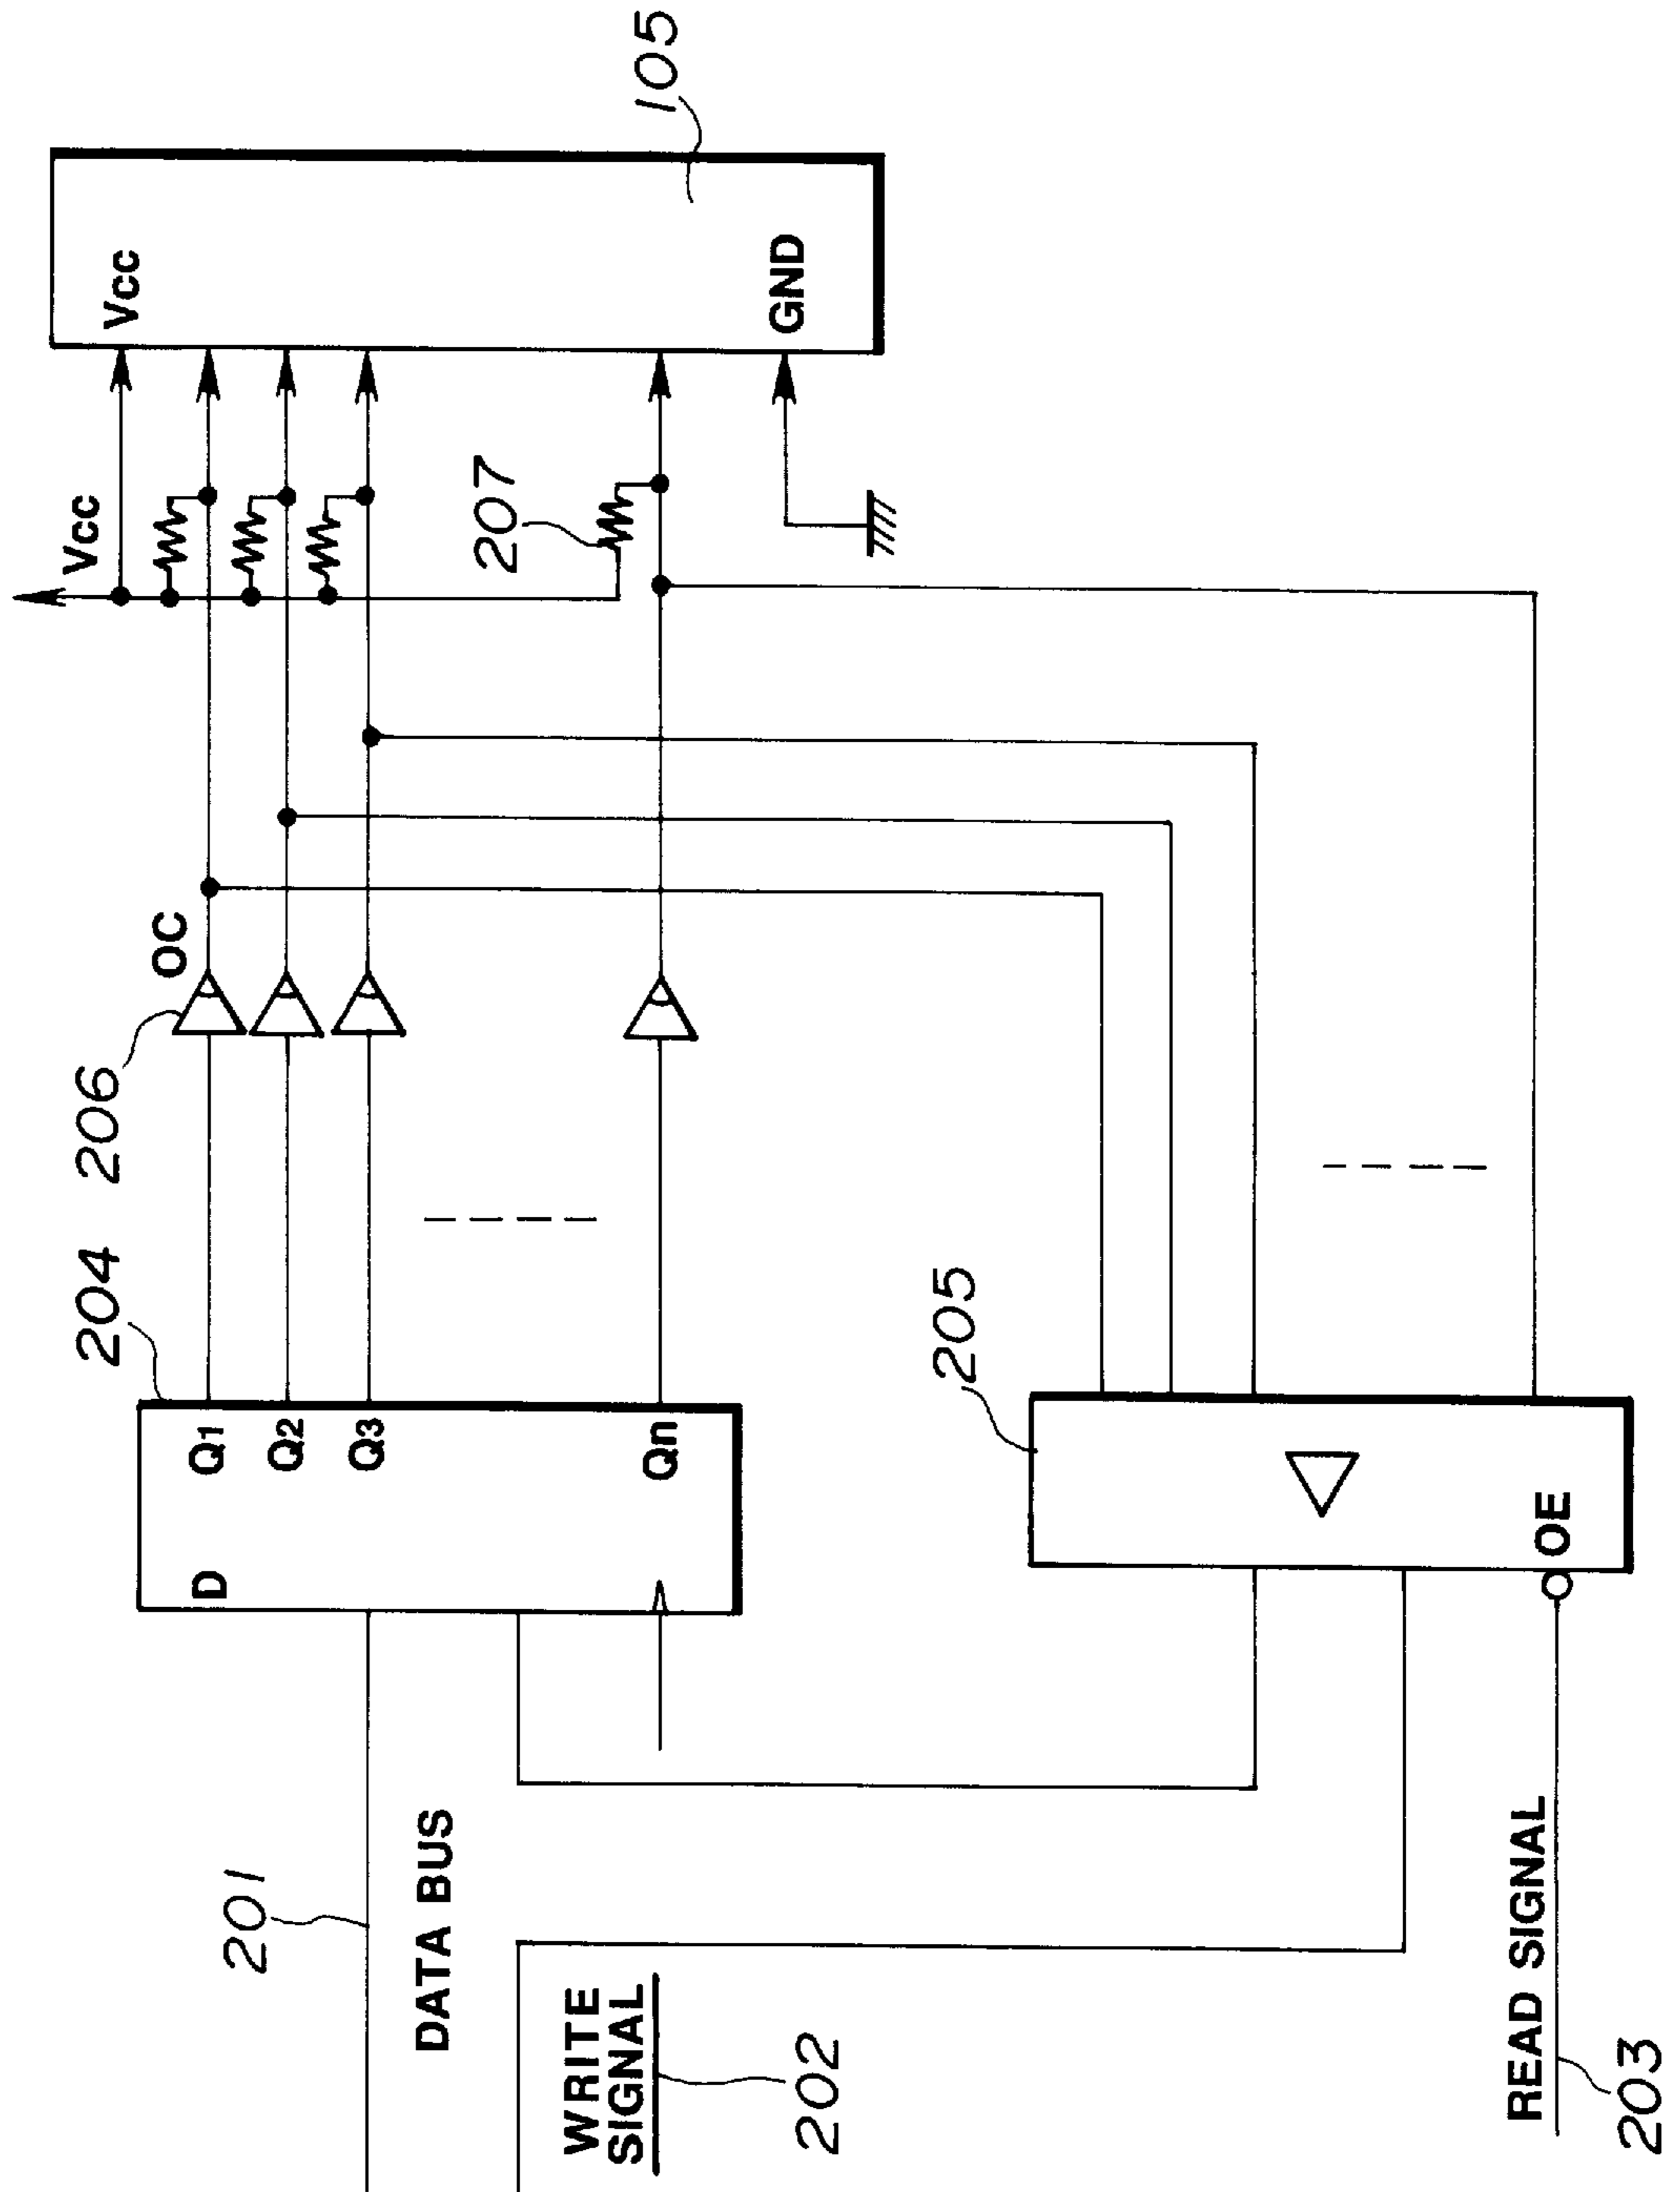 201
DATA BUS
WRITE
SIGNAL
202
READ SIGNAL
203
204
D
Q1
Q2
Q3
Qn
205
OE
206
OC
207
Vcc
Vcc
GND
105